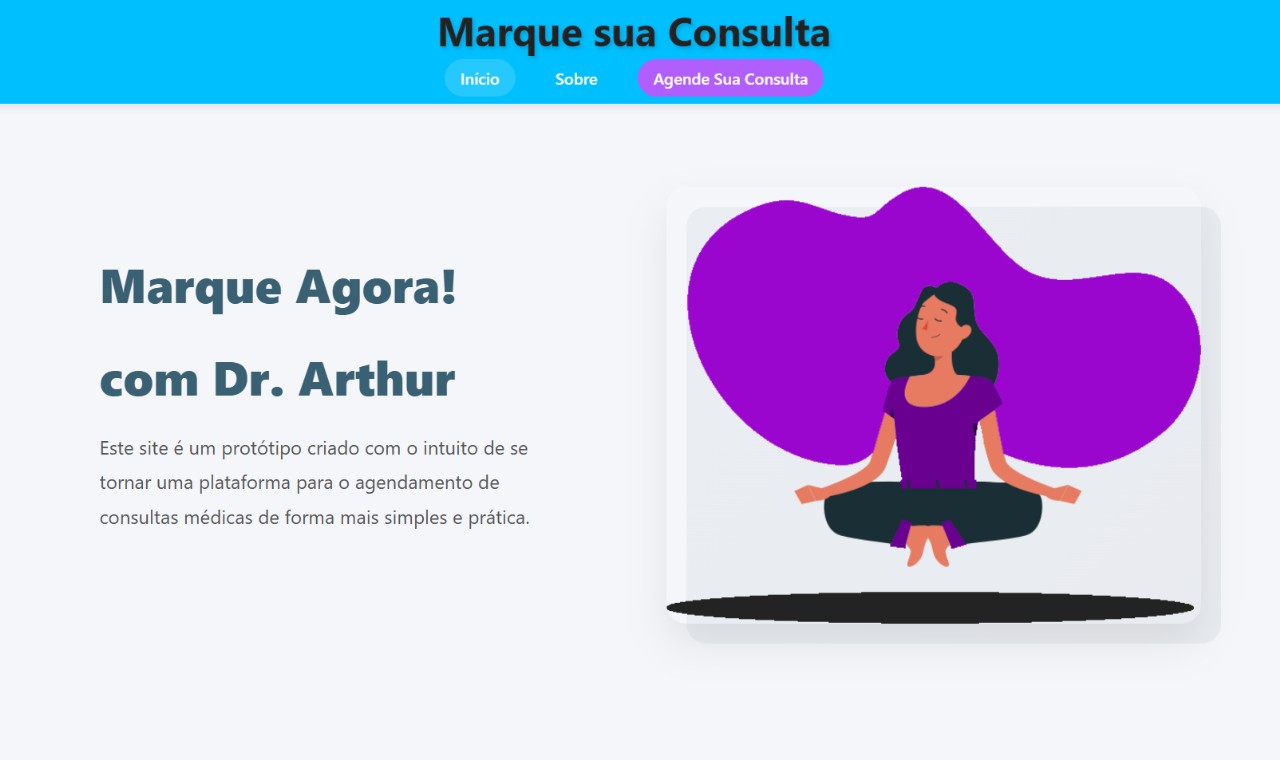 Marque sua Consulta
Início
Sobre
Agende Sua Consulta
Marque Agora!
com Dr. Arthur
Este site é um protótipo criado com o intuito de se
tornar uma plataforma para o agendamento de
consultas médicas de forma mais simples e prática.